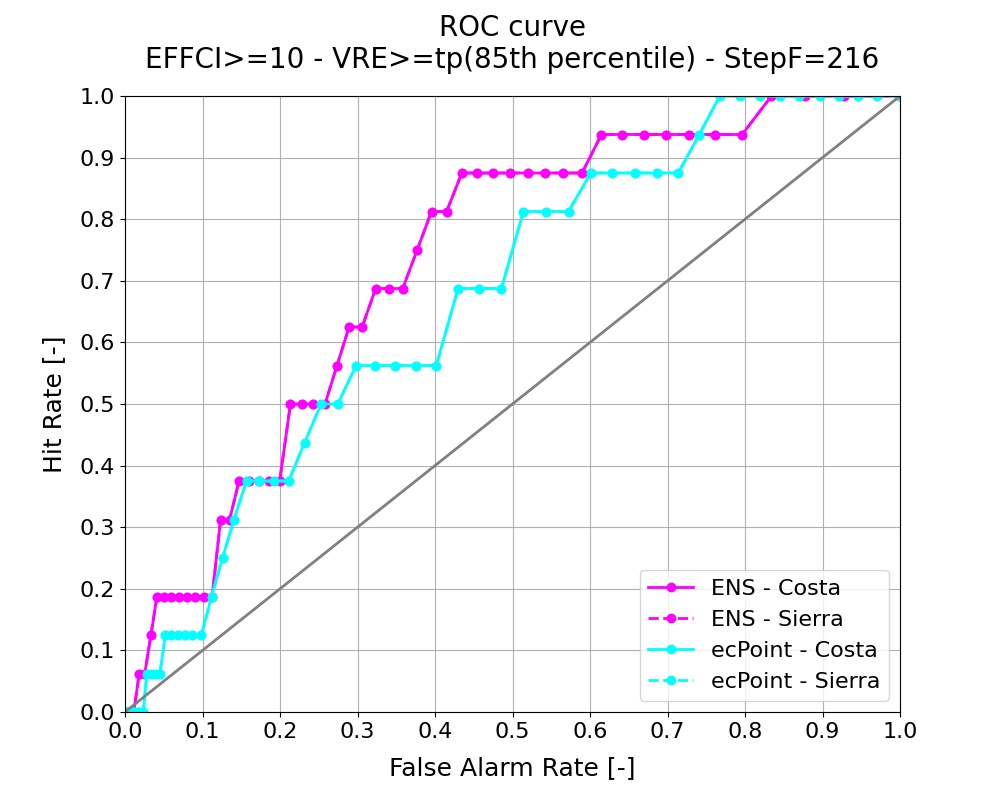 ROC curve
EFFCI>=10 - VRE>=tp(85th percentile) - StepF=216
1.0
0.9
0.8
0.7
0.6
0.5
0.4
0.3
0.2
0.1
0.0
Hit Rate [-]
ENS - Costa
ENS - Sierra
ecPoint - Costa
ecPoint - Sierra
0.0 0.1 0.2 0.3 0.4 0.5 0.6 0.7 0.8 0.9 1.0
False Alarm Rate [-]